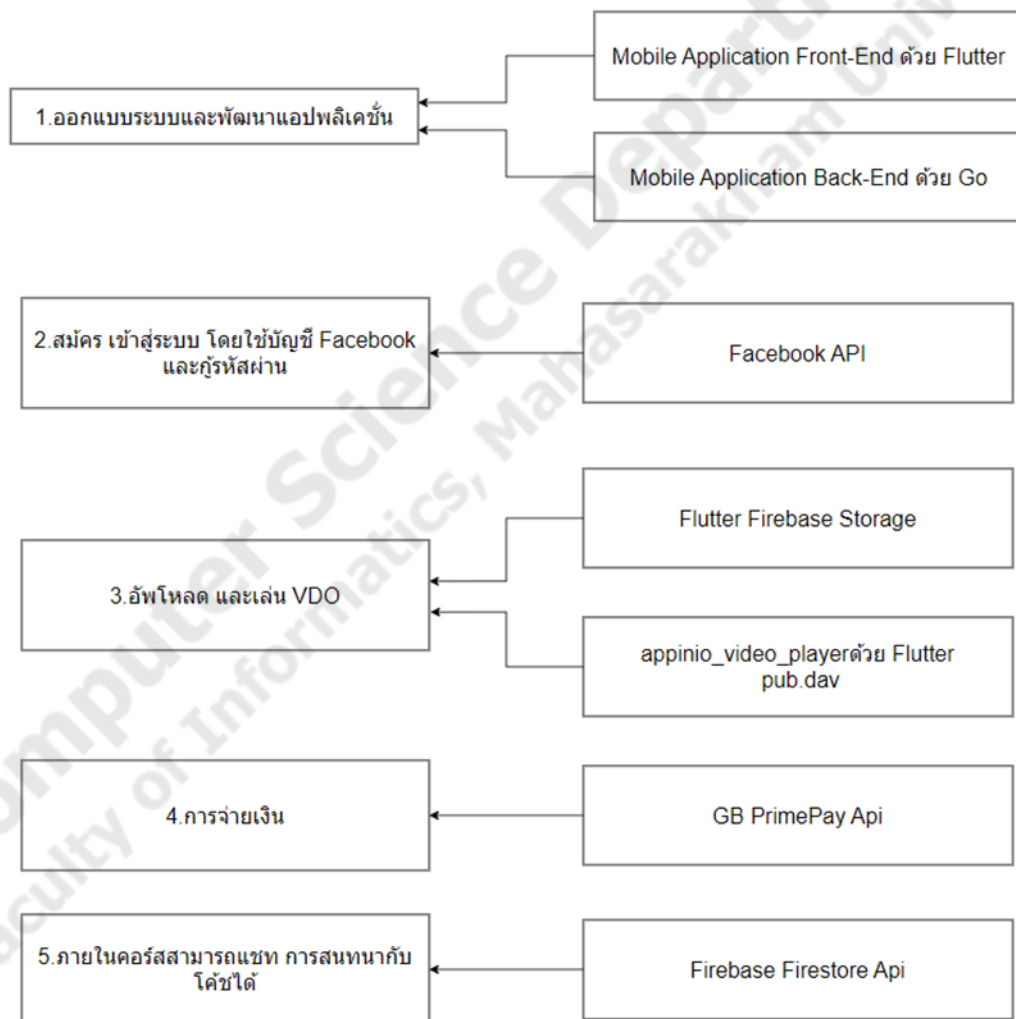 Mobile Application Front-End ด้วย Flutter
1.ออกแบบระบบและพัฒนาแอปพลิเคชั่น
Mobile Application Back-End ด้วย Go
2.สมัคร เข้าสู่ระบบ โดยใช้บัญชี Facebook
และกู้รหัสผ่าน
Facebook API
Flutter Firebase Storage
3.อัพโหลด และเล่น VDO
appinio_video_playerด้วย Flutter
pub.dav
4.การจ่ายเงิน
GB PrimePay Api
5.ภายในคอร์สสามารถแชท การสนทนากับ
โค้ชได้
Firebase Firestore Api
omputer Science Departm
aculty of Informatics, Mahasarakham Univ